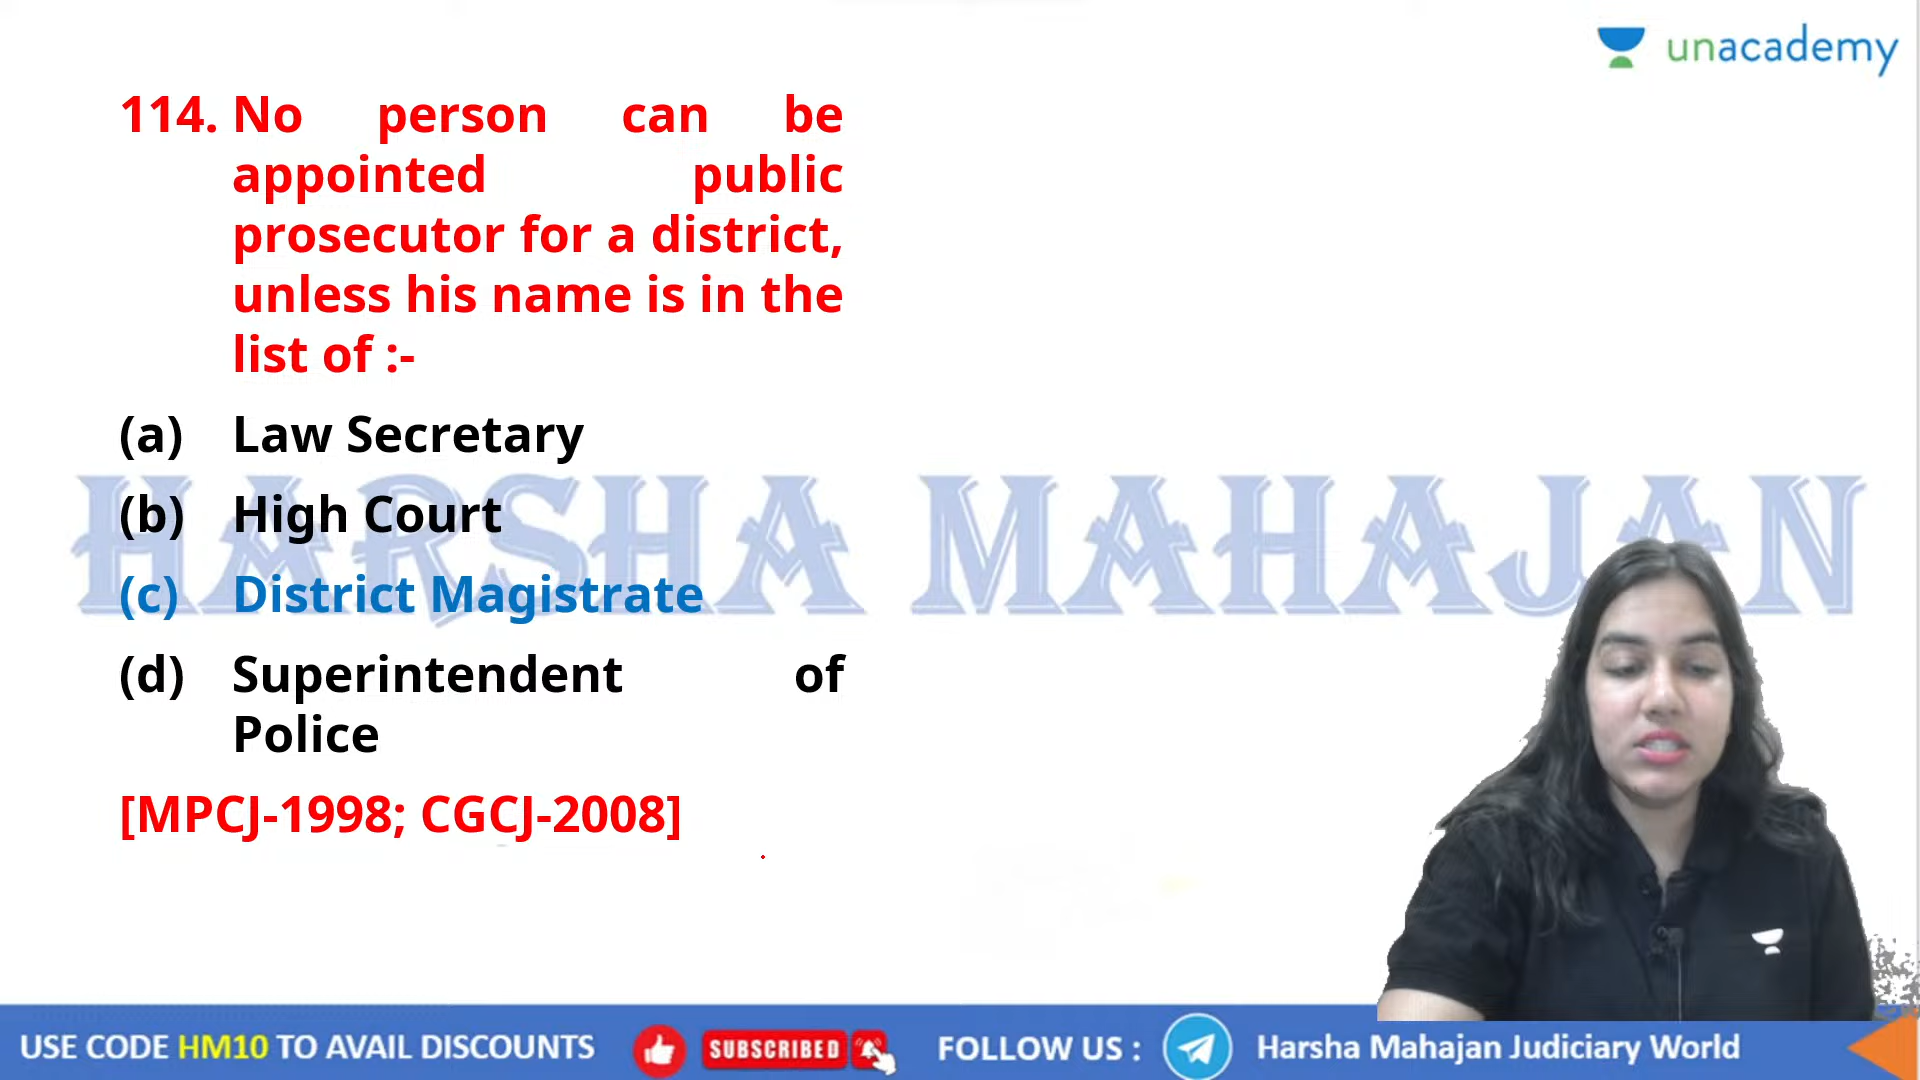 unacademy
114. No person can be
appointed public
prosecutor for a district,
unless his name is in the
list of :-
(a) Law Secretary
(b) High Court
(c) District Magistrate
(d) Superintendent of
Police
[MPCJ-1998; CGCJ-2008]
HARSHA MAHAJAN
USE CODE HM10 TO AVAIL DISCOUNTS
SUBSCRIBED
FOLLOW US :
Harsha Mahajan Judiciary World